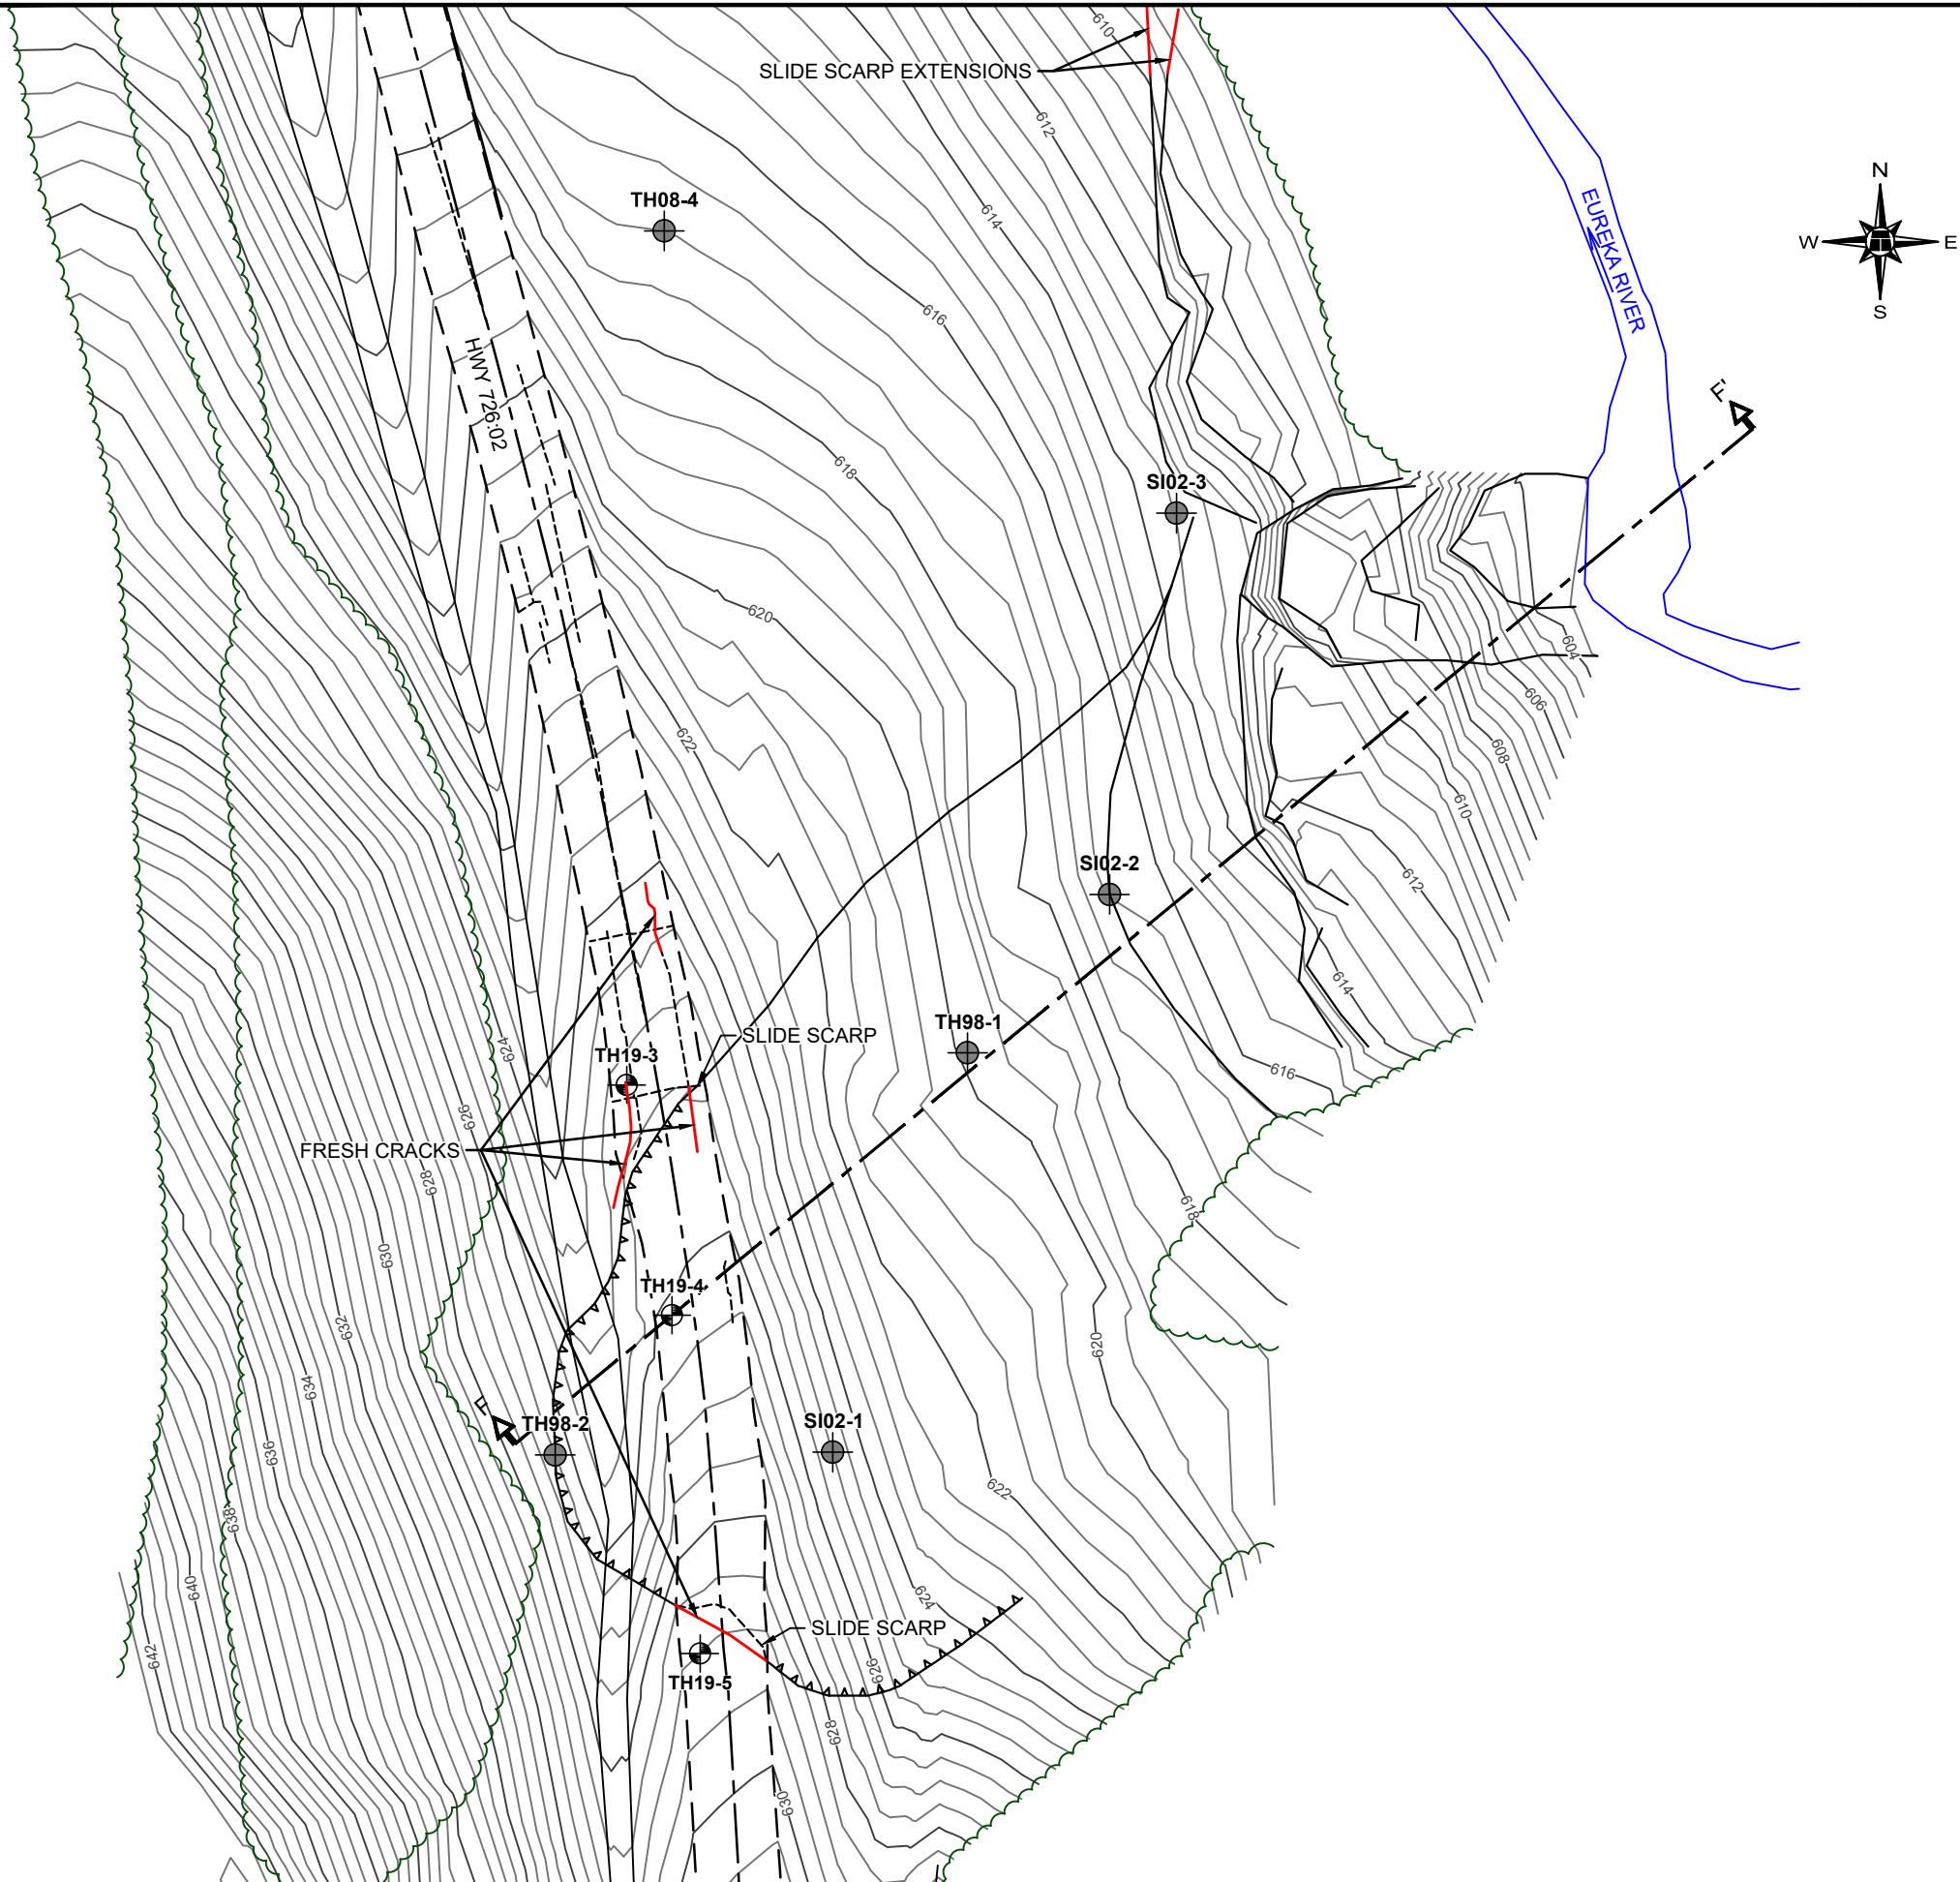 610
SLIDE SCARP EXTENSIONS
612
N
W
E
S
TH08-4
614
EUREKA RIVER
616
HWY 726:02
F'
618
SI02-3
620
604
606
622
608
610
SI02-2
612
614
TH98-1
SLIDE SCARP
624
TH19-3
616
626
FRESH CRACKS
628
618
630
TH19-4
632
620
634
F
TH98-2
SI02-1
636
622
638
640
624
SLIDE SCARP
642
626
TH19-5
628
630